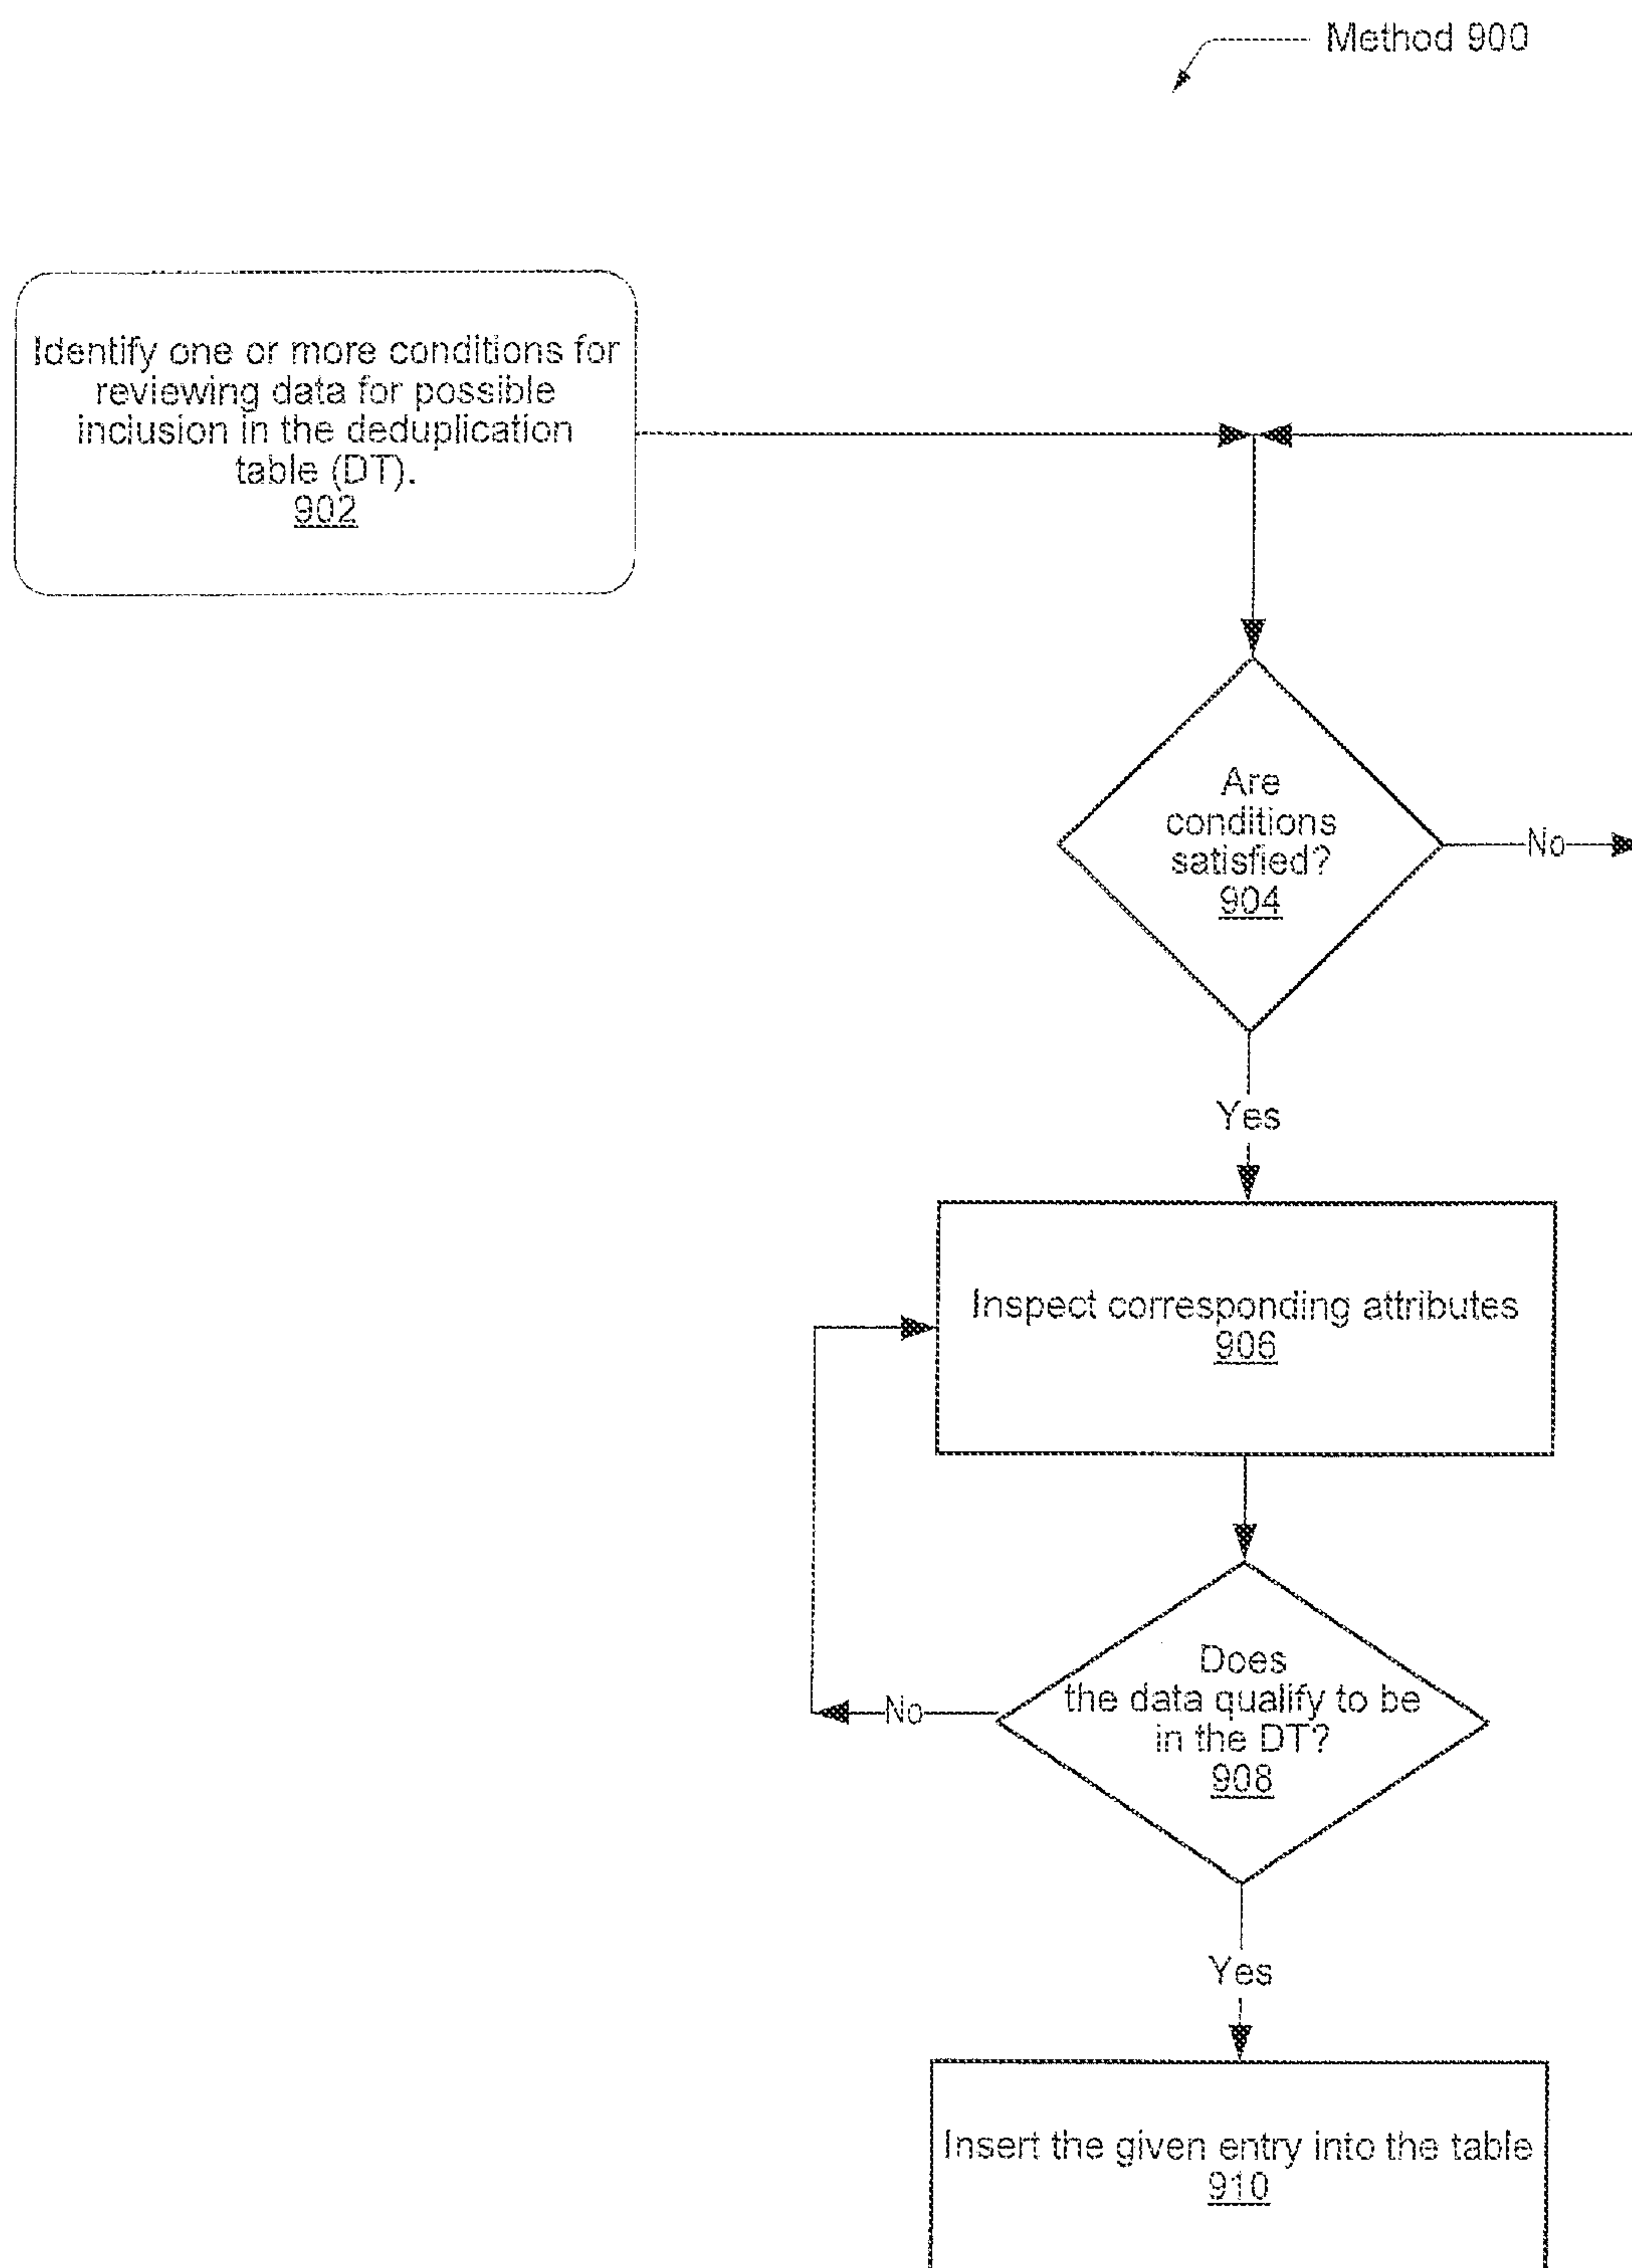 Method 900
Identify one or more conditions for
reviewing data for possible
inclusion in the deduplication
table (DT).
902
Are
conditions
satisfied?
904
No
Yes
Inspect corresponding attributes
906
Does
the data qualify to be
in the DT?
908
No
Yes
Insert the given entry into the table
910